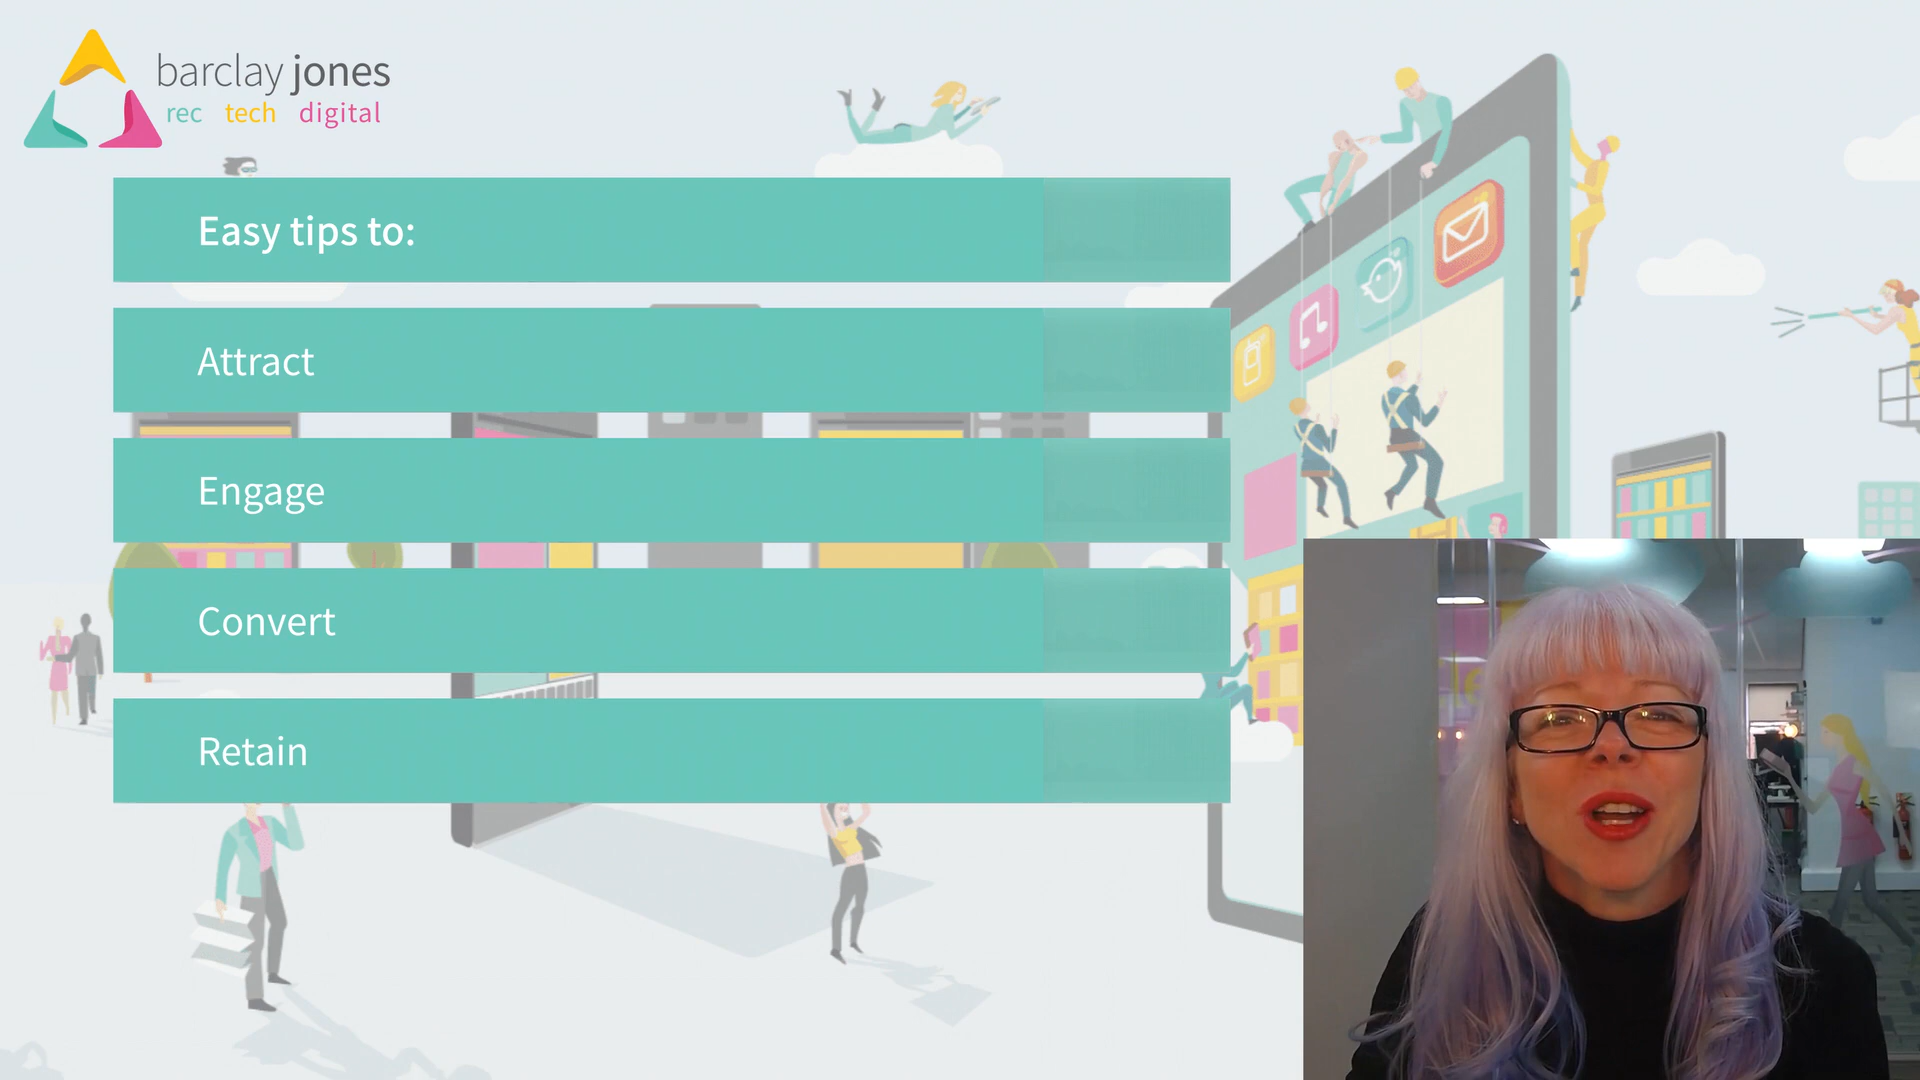 barclay jones
rec tech digital
Easy tips to:
Attract
Engage
Convert
Retain